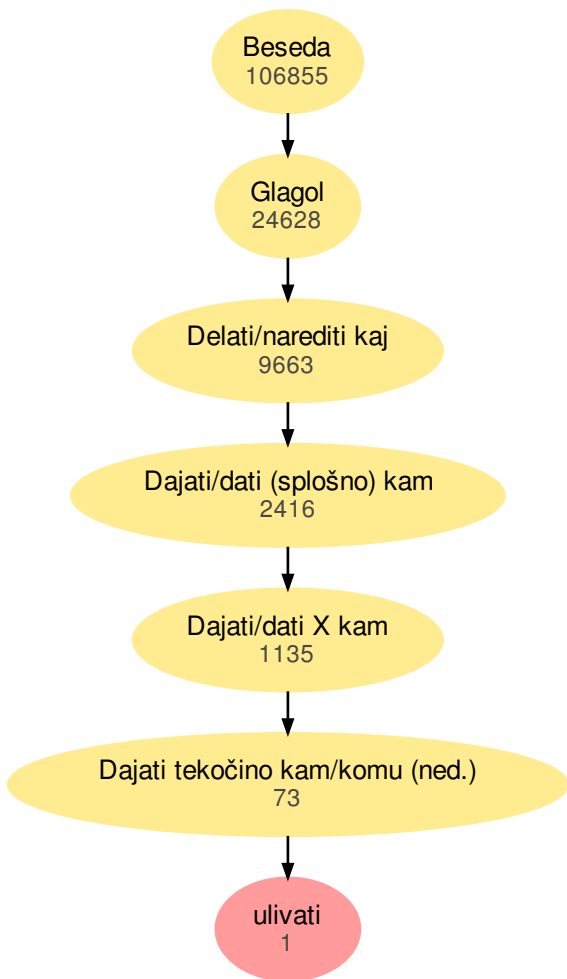 Beseda
106855
Glagol
24628
Delati/narediti kaj
9663
Dajati/dati (splošno) kam
2416
Dajati/dati X kam
1135
Dajati tekočino kam/komu (ned.)
73
ulivati
1